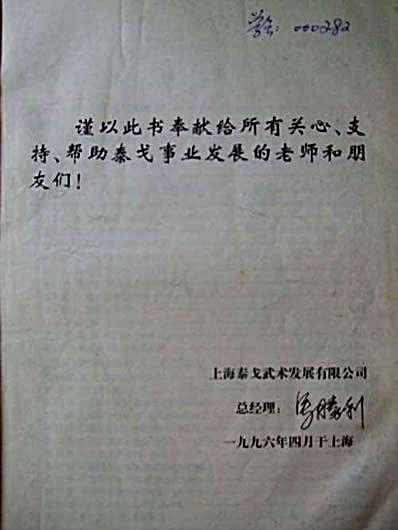 000282
谨以此书奉献给所有关心、支
持、帮助秦戈事业发展的老师和朋
友们！
上海秦戈武术发展有限公司
总经理：
一九九六年四月于上海